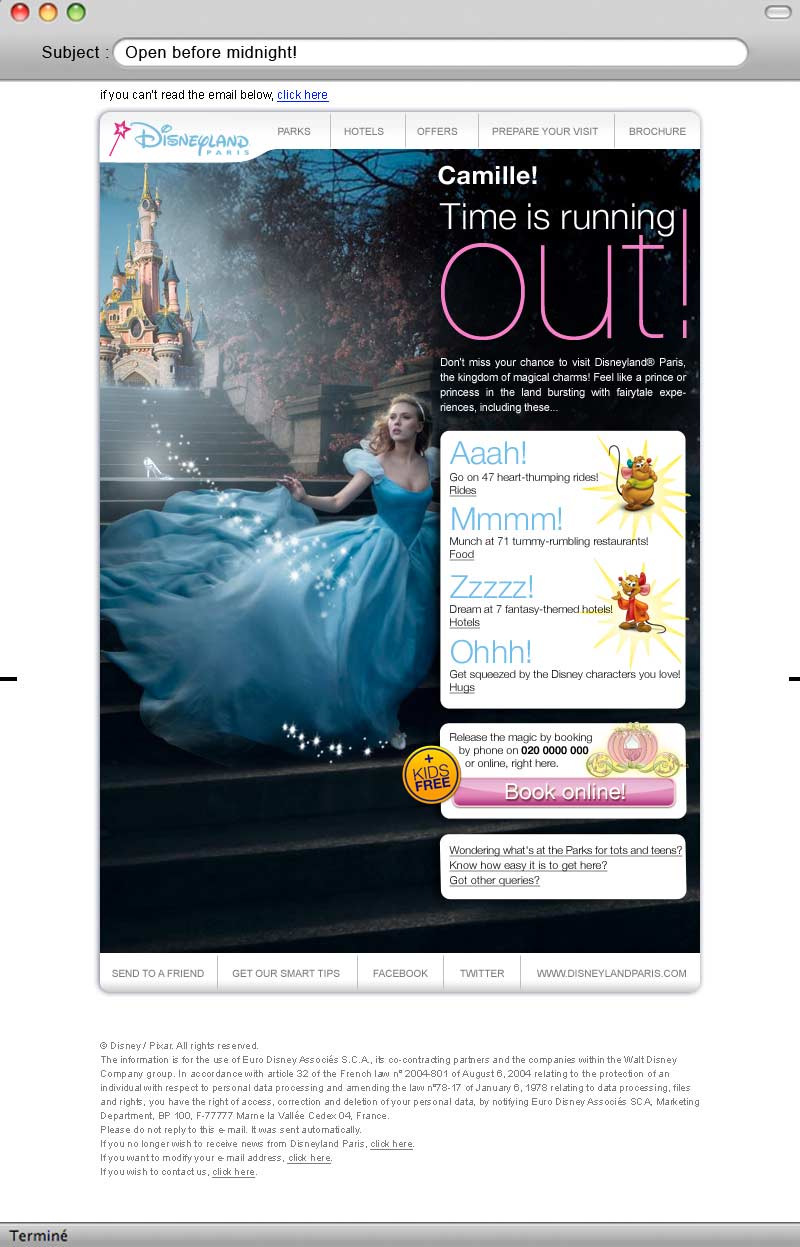 Subject : Open before midnight!
if you can't read the email below, click here
Disneyland
PARIS
PARKS
HOTELS
OFFERS
PREPARE YOUR VISIT
BROCHURE
Camille!
Time is running
out!
Don't miss your chance to visit Disneyland® Paris,
the kingdom of magical charms! Feel like a prince or
princess in the land bursting with fairytale expe-
riences, including these...
Aaah!
Go on 47 heart-thumping rides!
Rides
Mmmm!
Munch at 71 tummy-rumbling restaurants!
Food
Zzzzz!
Dream at 7 fantasy-themed hotels!
Hotels
Ohhh!
Get squeezed by the Disney characters you love!
Hugs
Release the magic by booking
by phone on 020 0000 000
or online, right here.
+
KIDS
FREE
Book online!
Wondering what's at the Parks for tots and teens?
Know how easy it is to get here?
Got other queries?
SEND TO A FRIEND
GET OUR SMART TIPS
FACEBOOK
TWITTER
WWW.DISNEYLANDPARIS.COM
© Disney / Pixar. All rights reserved.
The information is for the use of Euro Disney Associés S.C.A., its co-contracting partners and the companies within the Walt Disney
Company group. In accordance with article 32 of the French law n° 2004-801 of August 6, 2004 relating to the protection of an
individual with respect to personal data processing and amending the law n°78-17 of January 6, 1978 relating to data processing, files
and rights, you have the right of access, correction and deletion of your personal data, by notifying Euro Disney Associés SCA, Marketing
Department, BP 100, F-77777 Marne la Vallée Cedex 04, France.
Please do not reply to this e-mail. It was sent automatically.
If you no longer wish to receive news from Disneyland Paris, click here.
If you want to modify your e-mail address, click here.
If you wish to contact us, click here.
Terminé